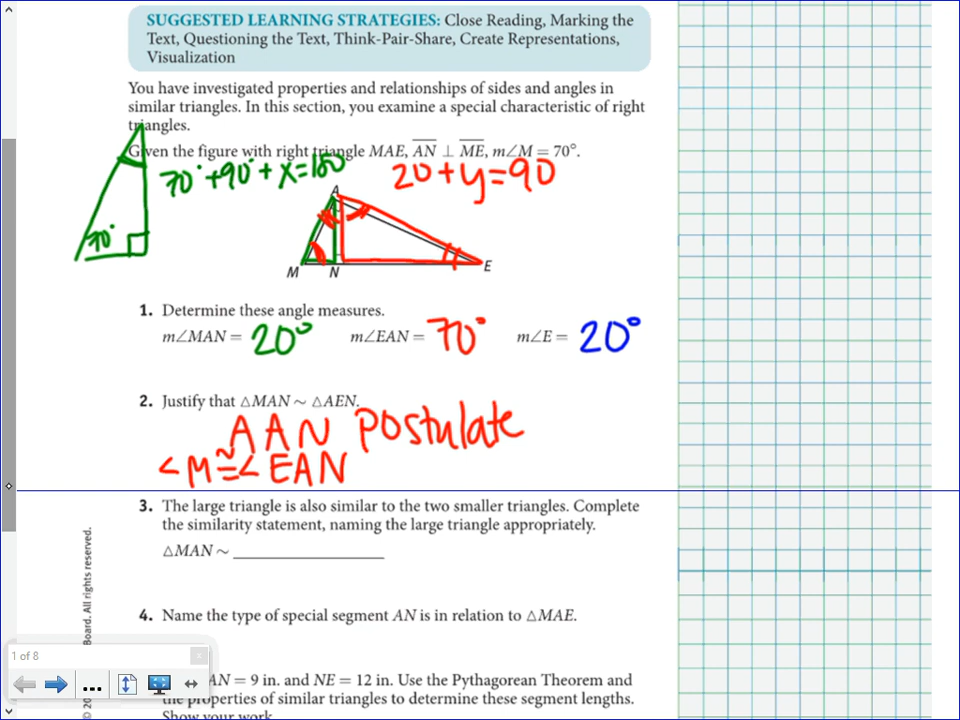 SUGGESTED LEARNING STRATEGIES: Close Reading, Marking the
Text, Questioning the Text, Think-Pair-Share, Create Representations,
Visualization
You have investigated properties and relationships of sides and angles in
similar triangles. In this section, you examine a special characteristic of right
triangles.
Given the figure with right triangle MAE, A̅N̅ ⊥ M̅E̅, m∠M = 70°.
70° + 90° + x = 180
20 + y = 90
70°
A
M
N
E
1. Determine these angle measures.
m∠MAN = 20° m∠EAN = 70° m∠E = 20°
2. Justify that △MAN ~ △AEN.
AAN Postulate
<M ≅ < EAN
3. The large triangle is also similar to the two smaller triangles. Complete
the similarity statement, naming the large triangle appropriately.
△MAN ~ ____________________
4. Name the type of special segment AN is in relation to △MAE.
AN = 9 in. and NE = 12 in. Use the Pythagorean Theorem and
the properties of similar triangles to determine these segment lengths.
Show your work.
Board. All rights reserved.
© 20
1 of 8